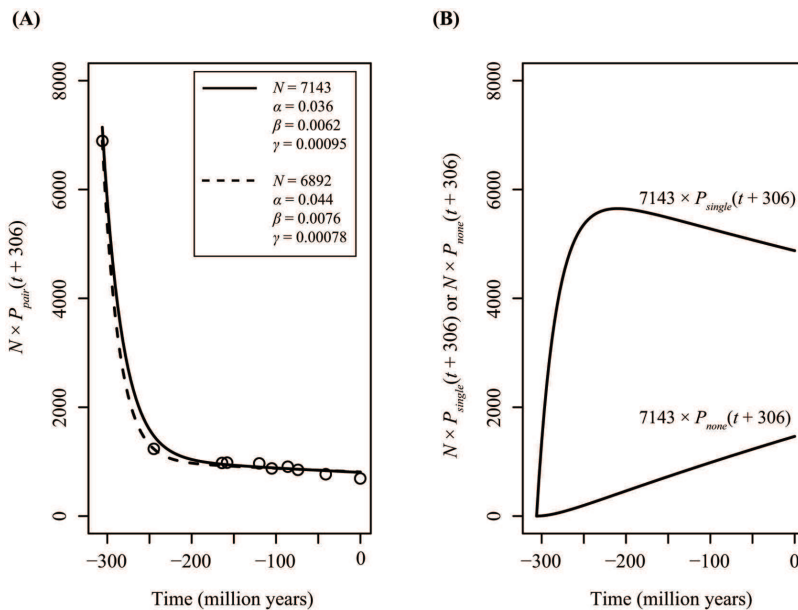 (A)
N × P_pair(t + 306)
8000
6000
4000
2000
0
−300
−200
−100
0
Time (million years)
N = 7143
α = 0.036
β = 0.0062
γ = 0.00095
N = 6892
α = 0.044
β = 0.0076
γ = 0.00078
(B)
N × P_single(t + 306) or N × P_none(t + 306)
8000
6000
4000
2000
0
−300
−200
−100
0
Time (million years)
7143 × P_single(t + 306)
7143 × P_none(t + 306)